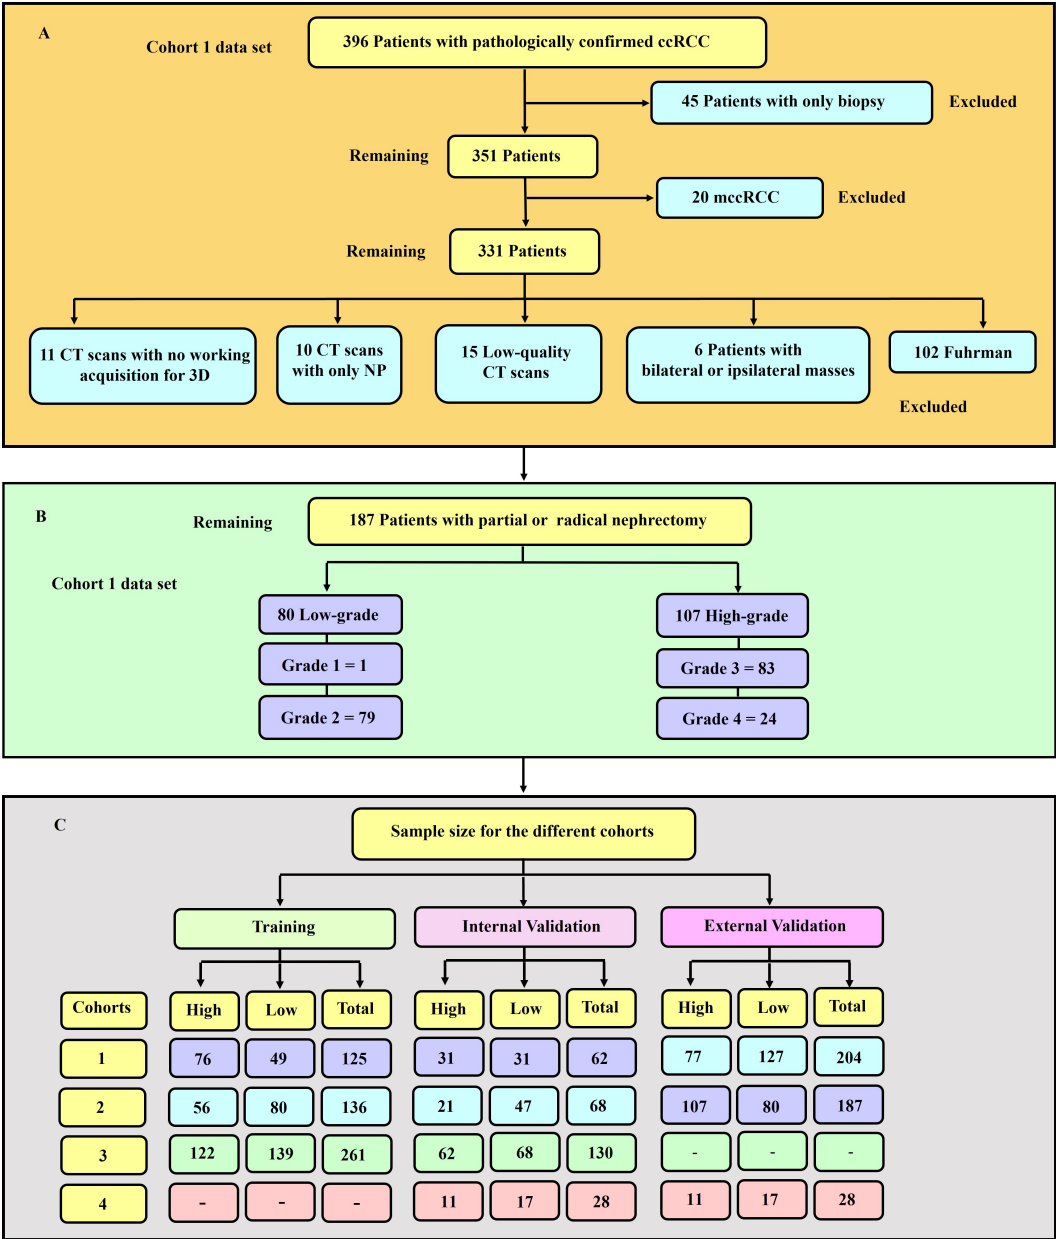 A
Cohort 1 data set
396 Patients with pathologically confirmed ccRCC
45 Patients with only biopsy
Excluded
Remaining
351 Patients
20 mccRCC
Excluded
Remaining
331 Patients
11 CT scans with no working
acquisition for 3D
10 CT scans
with only NP
15 Low-quality
CT scans
6 Patients with
bilateral or ipsilateral masses
102 Fuhrman
Excluded
B
Remaining
187 Patients with partial or radical nephrectomy
Cohort 1 data set
80 Low-grade
Grade 1 = 1
Grade 2 = 79
107 High-grade
Grade 3 = 83
Grade 4 = 24
C
Sample size for the different cohorts
Training
Internal Validation
External Validation
Cohorts High Low Total High Low Total High Low Total
1 76 49 125 31 31 62 77 127 204
2 56 80 136 21 47 68 107 80 187
3 122 139 261 62 68 130 - - -
4 - - - 11 17 28 11 17 28